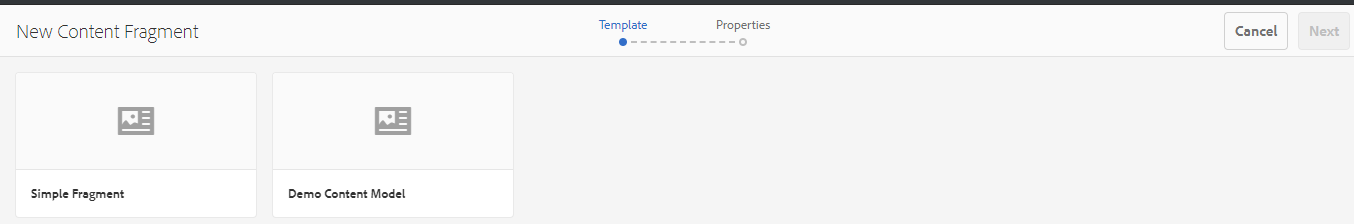 New Content Fragment
Template
Properties
Cancel
Next
Simple Fragment
Demo Content Model